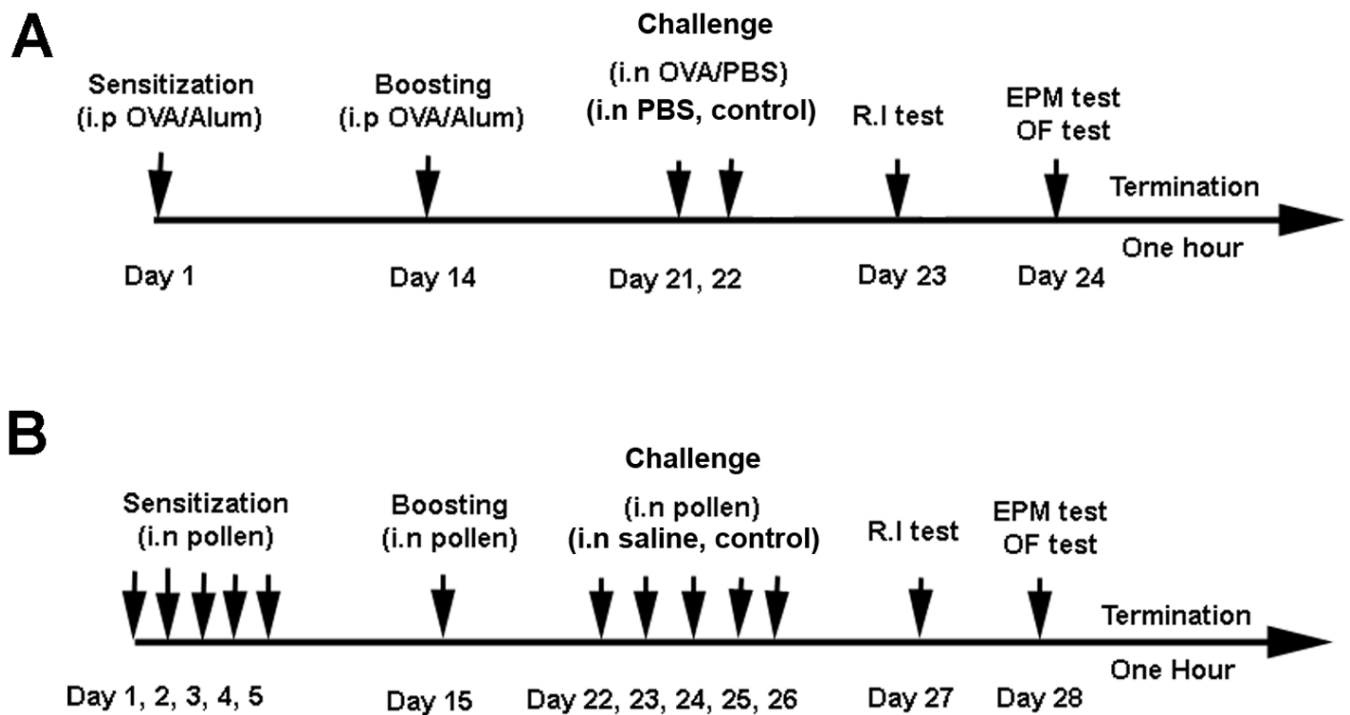 A
Sensitization
(i.p OVA/Alum)
Boosting
(i.p OVA/Alum)
Challenge
(i.n OVA/PBS)
(i.n PBS, control)
R.I test
EPM test
OF test
Termination
One hour
Day 1
Day 14
Day 21, 22
Day 23
Day 24
B
Sensitization
(i.n pollen)
Boosting
(i.n pollen)
Challenge
(i.n pollen)
(i.n saline, control)
R.I test
EPM test
OF test
Termination
One Hour
Day 1, 2, 3, 4, 5
Day 15
Day 22, 23, 24, 25, 26
Day 27
Day 28